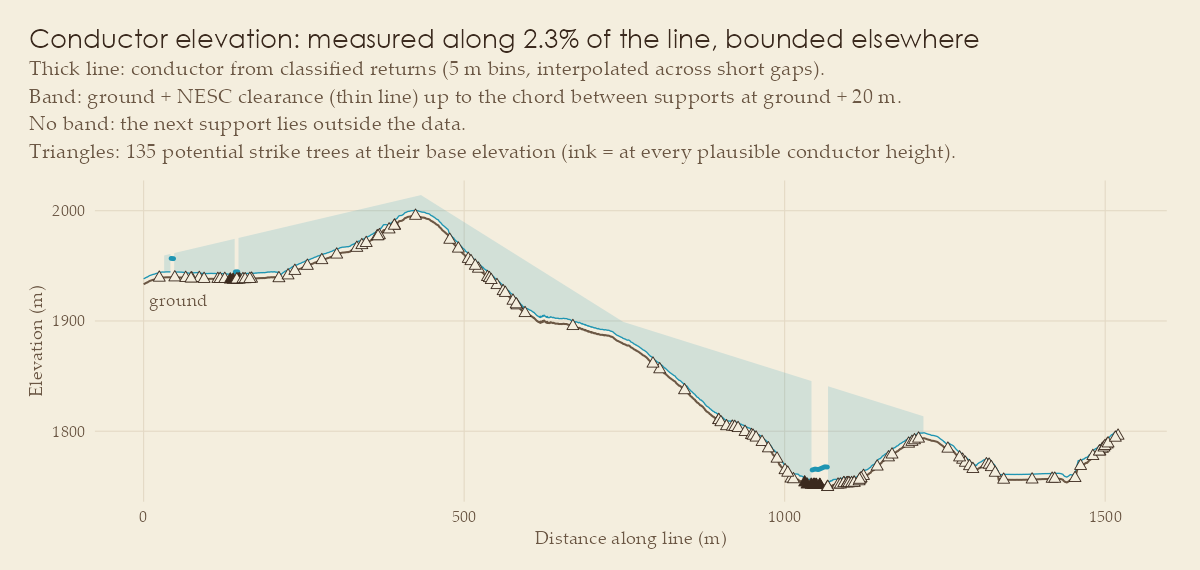 Conductor elevation: measured along 2.3% of the line, bounded elsewhere
Thick line: conductor from classified returns (5 m bins, interpolated across short gaps).
Band: ground + NESC clearance (thin line) up to the chord between supports at ground + 20 m.
No band: the next support lies outside the data.
Triangles: 135 potential strike trees at their base elevation (ink = at every plausible conductor height).
2000
1900
1800
Elevation (m)
ground
0 500 1000 1500
Distance along line (m)